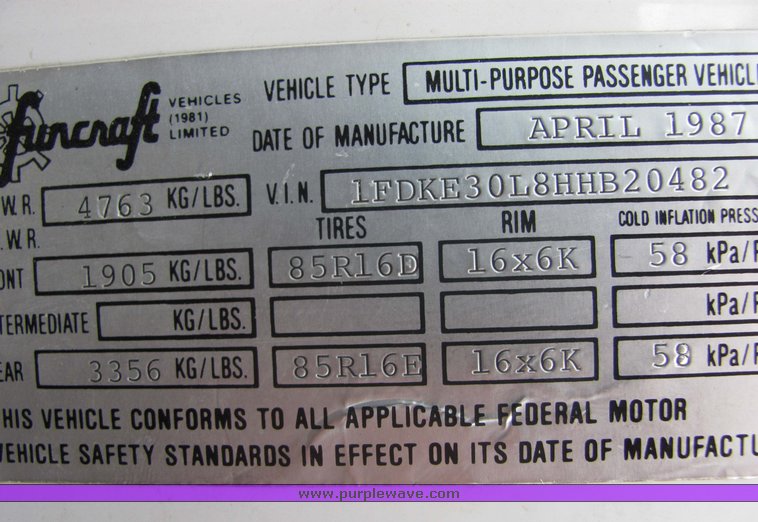 funcraft VEHICLES (1981) LIMITED
VEHICLE TYPE MULTI-PURPOSE PASSENGER VEHICL
DATE OF MANUFACTURE APRIL 1987
.W.R. 4763 KG/LBS. V.I.N. 1FDKE30L8HHB20482
.W.R. TIRES RIM COLD INFLATION PRESS
ONT 1905 KG/LBS. 85R16D 16x6K 58 kPa/P
TERMEDIATE KG/LBS. kPa/P
EAR 3356 KG/LBS. 85R16E 16x6K 58 kPa/P
HIS VEHICLE CONFORMS TO ALL APPLICABLE FEDERAL MOTOR
VEHICLE SAFETY STANDARDS IN EFFECT ON ITS DATE OF MANUFACTU
www.purplewave.com